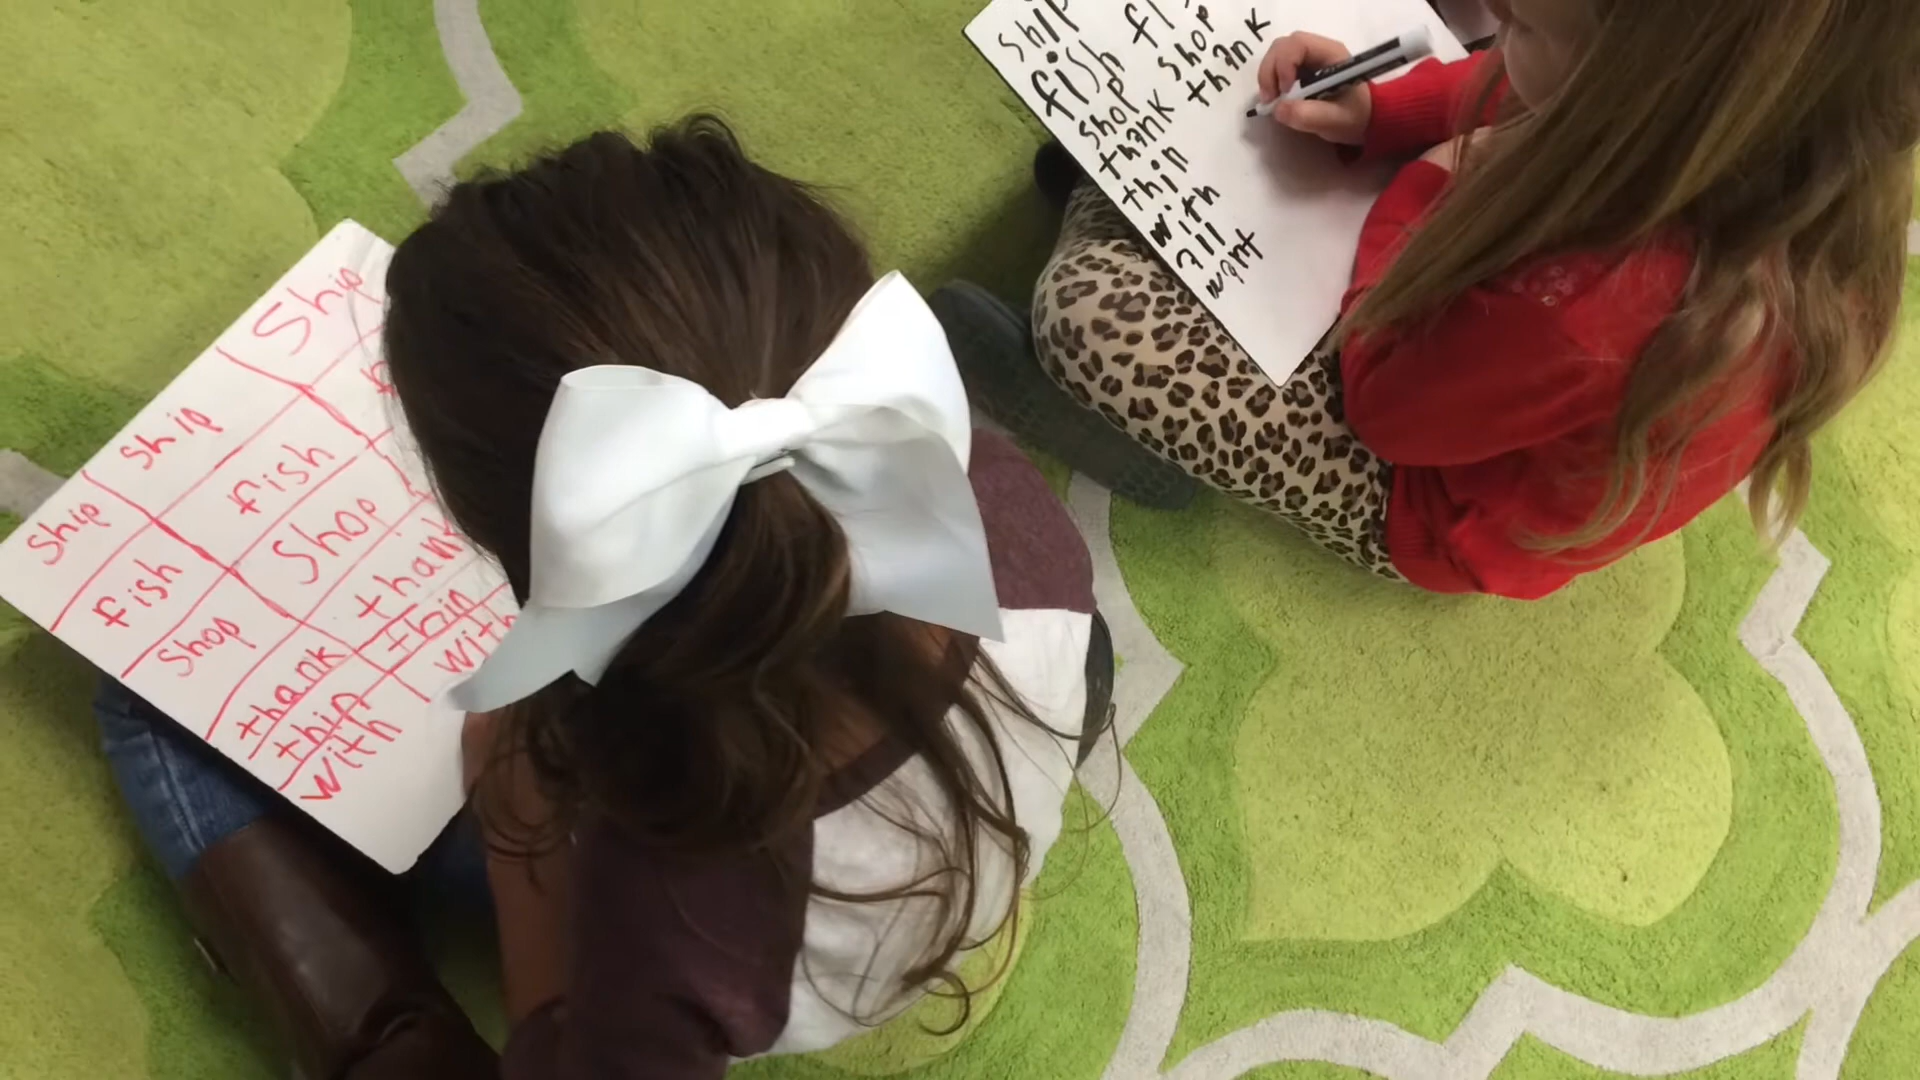 ship ship ship
fish fish
shop shop
thank thank
thin thin
with with
ship
fish shop
shop thank
thank
thin
with
all
want